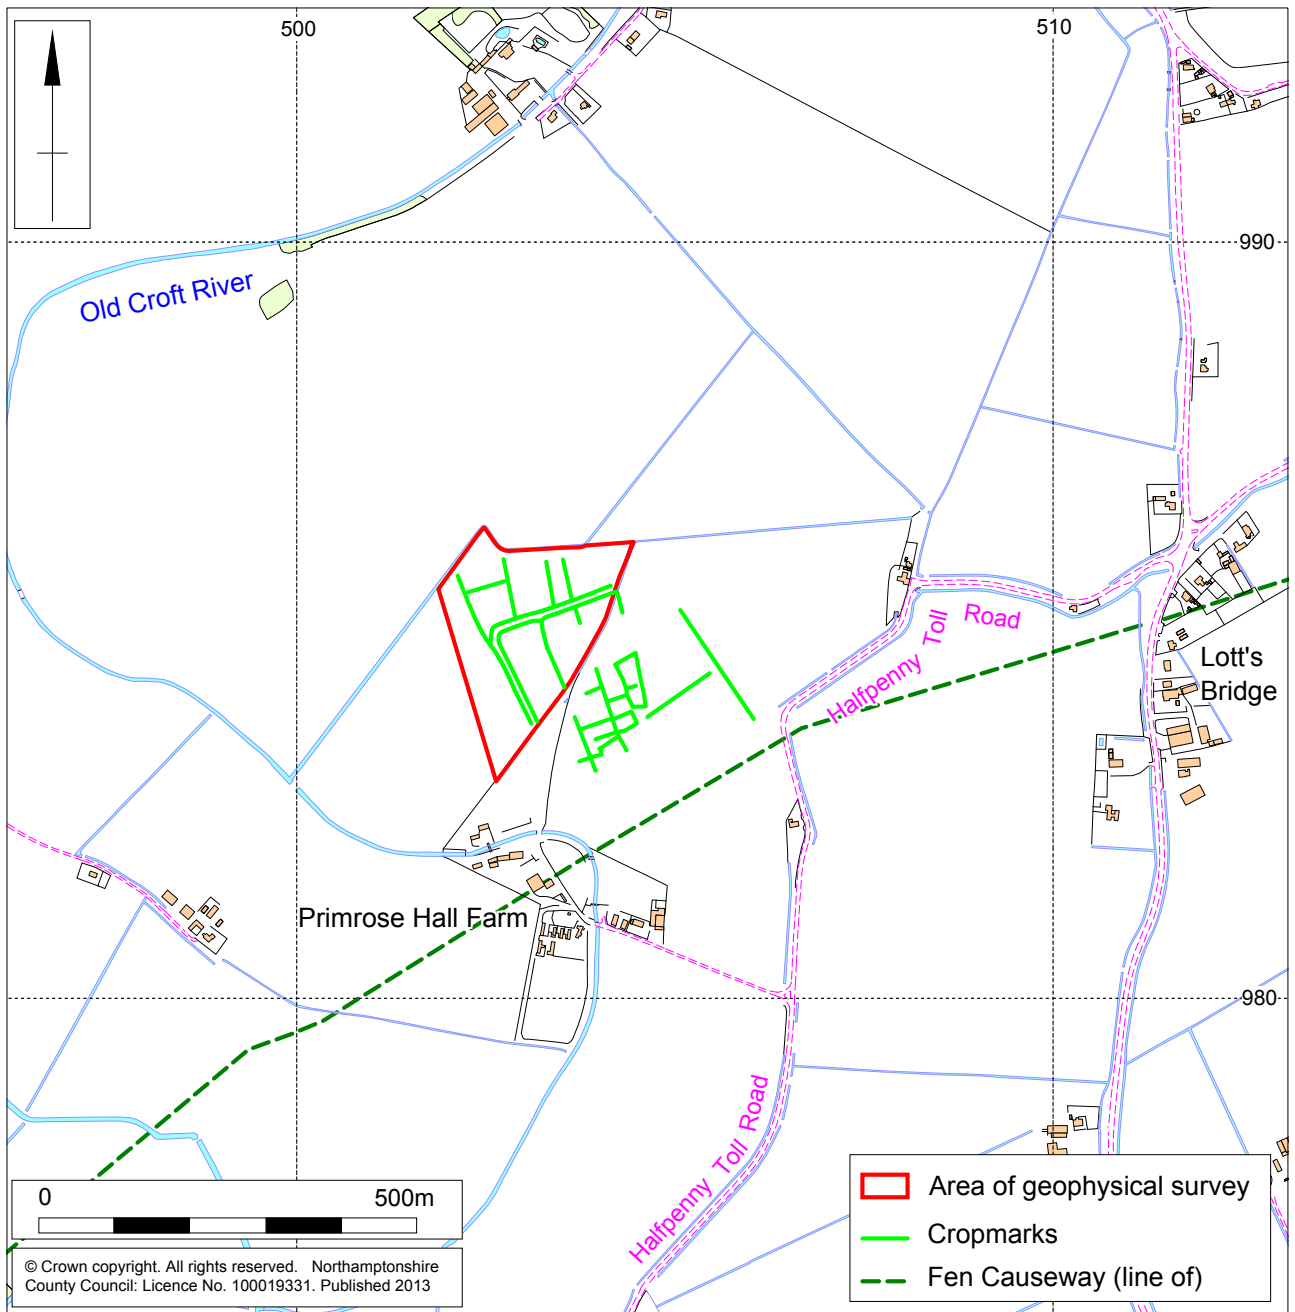 500
510
990
Old Croft River
Halfpenny Toll Road
Lott's
Bridge
Primrose Hall Farm
980
Halfpenny Toll Road
0 500m
© Crown copyright. All rights reserved. Northamptonshire
County Council: Licence No. 100019331. Published 2013
Area of geophysical survey
Cropmarks
Fen Causeway (line of)